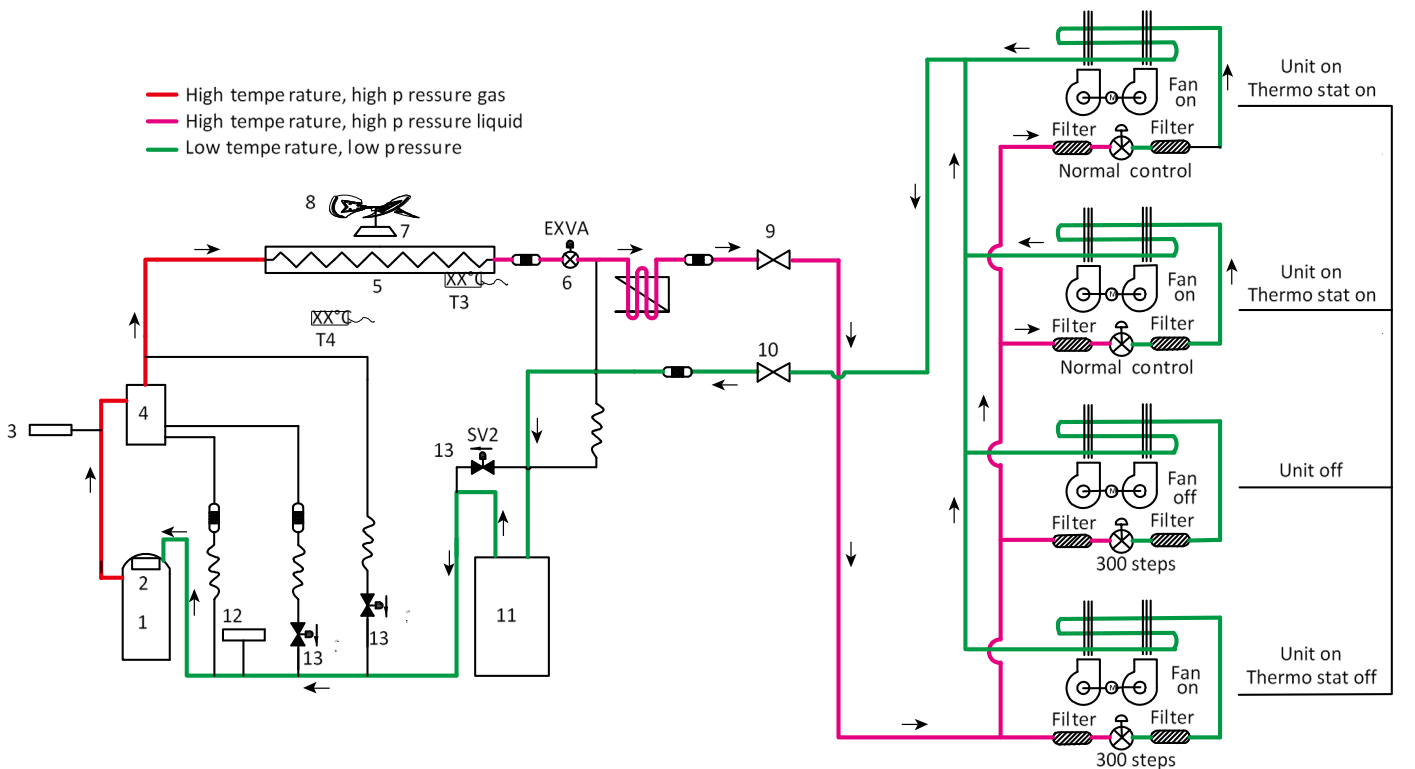 High tempe rature, high p ressure gas
High tempe rature, high p ressure liquid
Low tempe rature, low pressure
8
7
5
XX°C
T3
XX°C
T4
EXVA
6
9
10
3
4
13
SV2
2
1
12
13
13
11
Fan
on
Filter
Filter
Normal control
Unit on
Thermo stat on
Fan
on
Filter
Filter
Normal control
Unit on
Thermo stat on
Fan
off
Filter
Filter
300 steps
Unit off
Fan
on
Filter
Filter
300 steps
Unit on
Thermo stat off